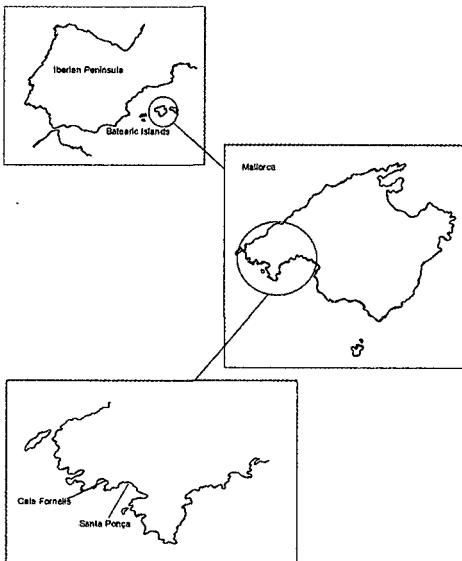 Iberian Peninsula
Balearic Islands
Mallorca
Cala Fornells
Santa Ponça